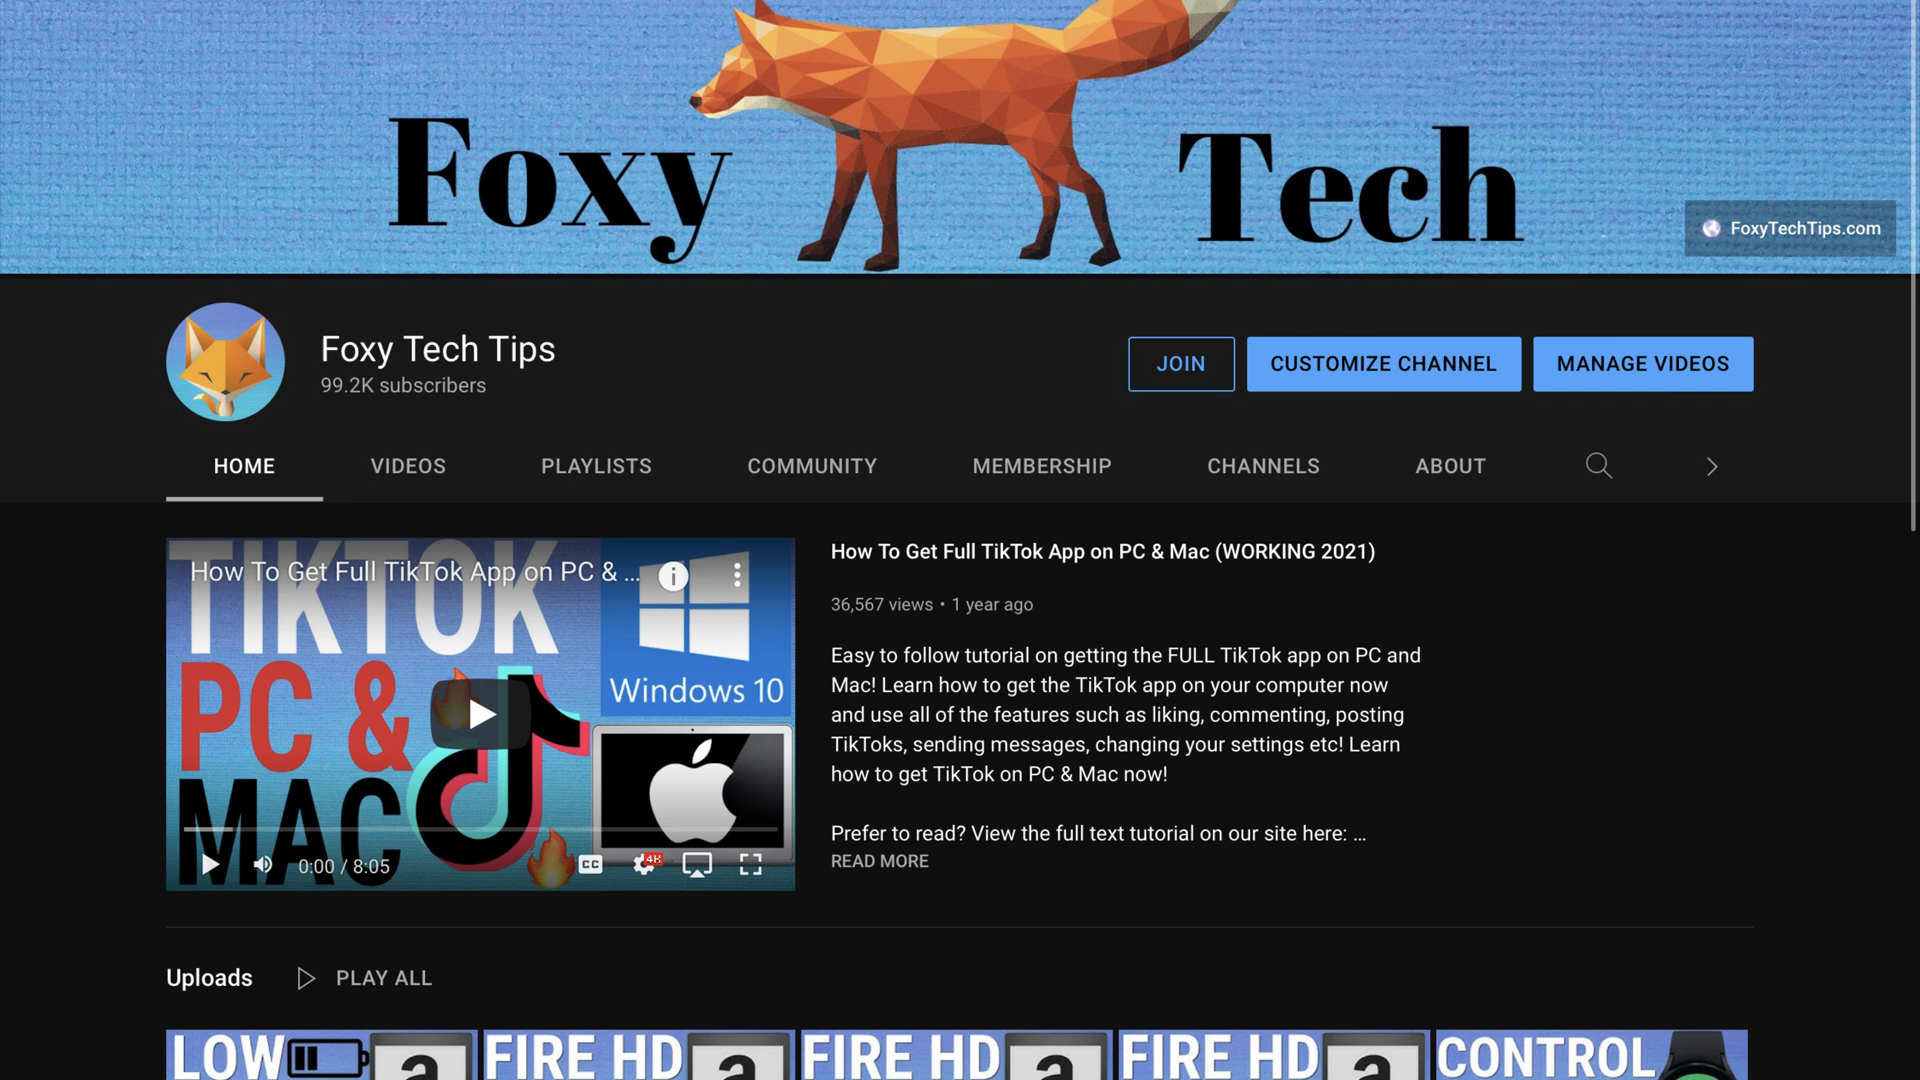 Foxy Tech
FoxyTechTips.com
Foxy Tech Tips
99.2K subscribers
JOIN
CUSTOMIZE CHANNEL
MANAGE VIDEOS
HOME
VIDEOS
PLAYLISTS
COMMUNITY
MEMBERSHIP
CHANNELS
ABOUT
TIKTOK
How To Get Full TikTok App on PC & ...
PC &
MAC
Windows 10
0:00 / 8:05
CC
4K
How To Get Full TikTok App on PC & Mac (WORKING 2021)
36,567 views • 1 year ago
Easy to follow tutorial on getting the FULL TikTok app on PC and
Mac! Learn how to get the TikTok app on your computer now
and use all of the features such as liking, commenting, posting
TikToks, sending messages, changing your settings etc! Learn
how to get TikTok on PC & Mac now!
Prefer to read? View the full text tutorial on our site here: ...
READ MORE
Uploads
PLAY ALL
LOW
a
FIRE HD
a
FIRE HD
a
FIRE HD
a
CONTROL